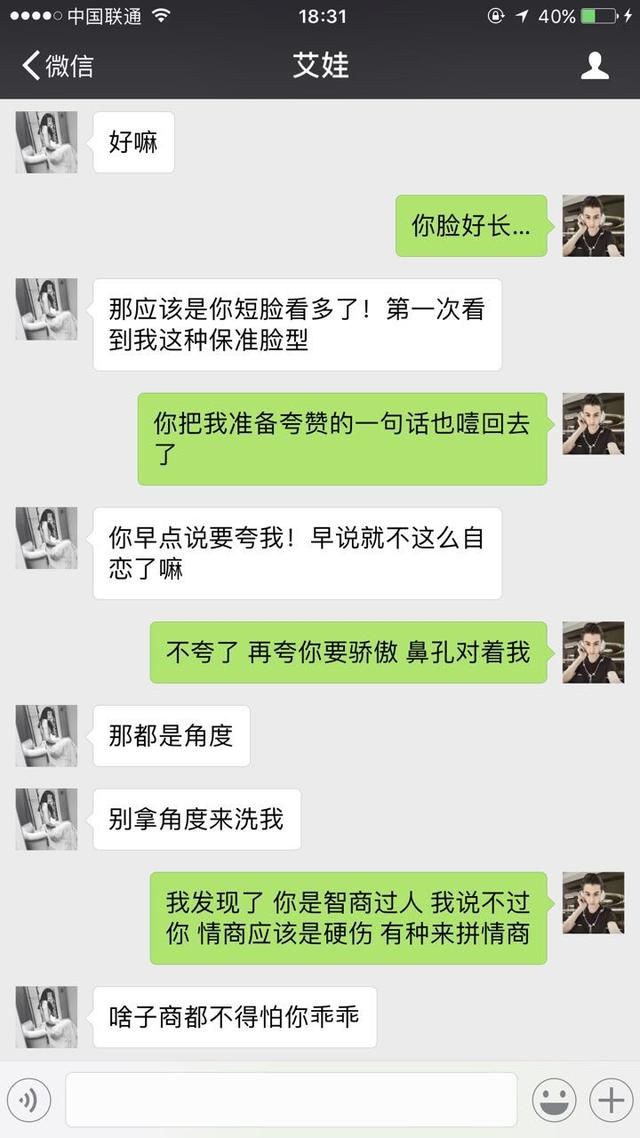 中国联通 18:31 40%
微信 艾娃
好嘛
你脸好长...
那应该是你短脸看多了！第一次看
到我这种保准脸型
你把我准备夸赞的一句话也噎回去
了
你早点说要夸我！早说就不这么自
恋了嘛
不夸了 再夸你要骄傲 鼻孔对着我
那都是角度
别拿角度来洗我
我发现了 你是智商过人 我说不过
你 情商应该是硬伤 有种来拼情商
啥子商都不得怕你乖乖